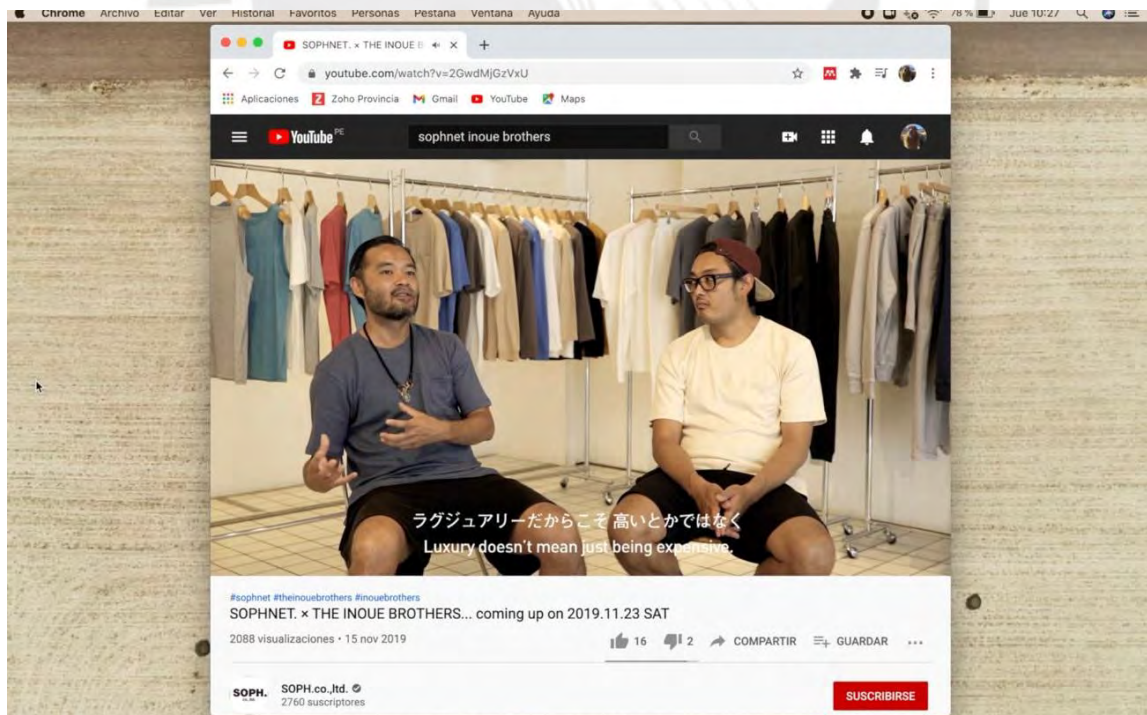 Chrome Archivo Editar Ver Historial Favoritos Personas Pestaña Ventana Ayuda 78 % Jue 10:27
SOPHNET. × THE INOUE B
youtube.com/watch?v=2GwdMjGzVxU
Aplicaciones Zoho Provincia Gmail YouTube Maps
YouTube PE sophnet inoue brothers
ラグジュアリーだからこそ 高いとかではなく
Luxury doesn't mean just being expensive.
#sophnet #theinouebrothers #inouebrothers
SOPHNET. × THE INOUE BROTHERS... coming up on 2019.11.23 SAT
2088 visualizaciones • 15 nov 2019 16 2 COMPARTIR GUARDAR
SOPH. SOPH.co.,ltd.
2760 suscriptores SUSCRIBIRSE